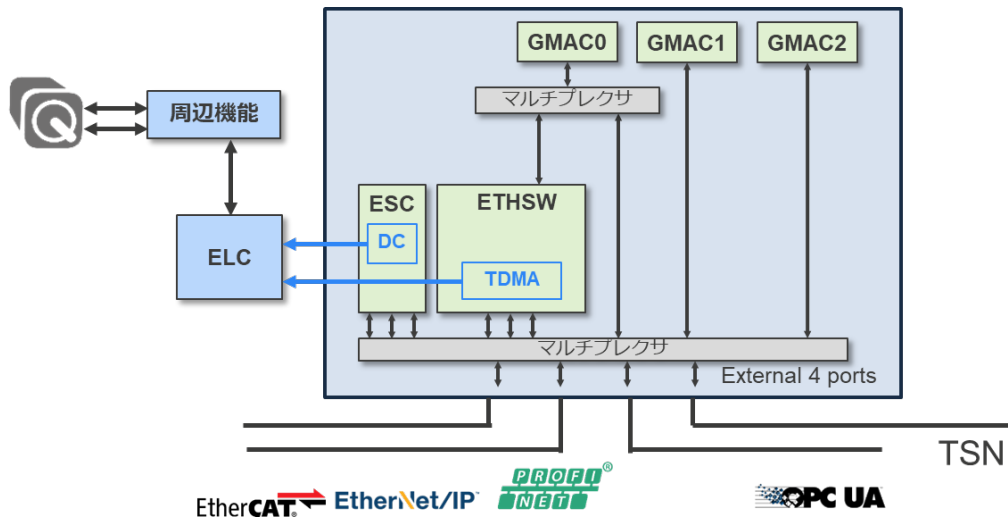 GMAC0
GMAC1
GMAC2
マルチプレクサ
周辺機能
ESC
ETHSW
DC
ELC
TDMA
マルチプレクサ
External 4 ports
TSN
EtherCAT®
EtherNet/IP™
PROFI®
NET
OPC UA